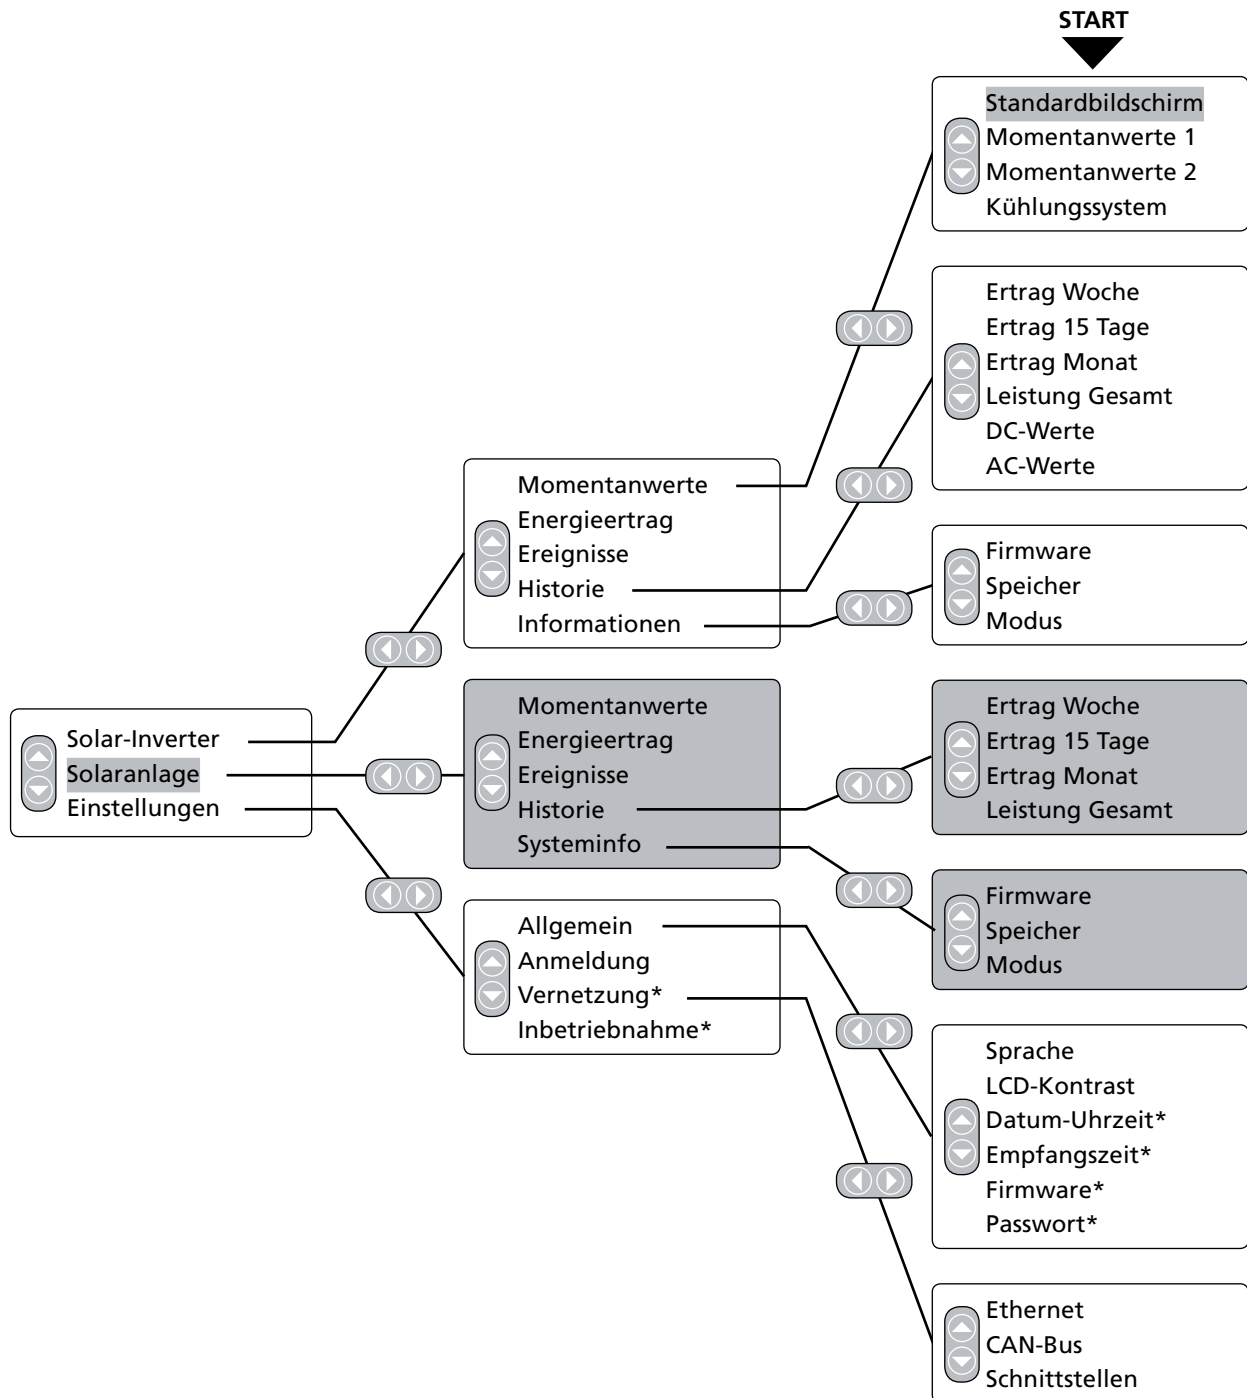 START
Standardbildschirm
Momentanwerte 1
Momentanwerte 2
Kühlungssystem
Ertrag Woche
Ertrag 15 Tage
Ertrag Monat
Leistung Gesamt
DC-Werte
AC-Werte
Momentanwerte
Energieertrag
Ereignisse
Historie
Informationen
Firmware
Speicher
Modus
Solar-Inverter
Solaranlage
Einstellungen
Momentanwerte
Energieertrag
Ereignisse
Historie
Systeminfo
Ertrag Woche
Ertrag 15 Tage
Ertrag Monat
Leistung Gesamt
Firmware
Speicher
Modus
Allgemein
Anmeldung
Vernetzung*
Inbetriebnahme*
Sprache
LCD-Kontrast
Datum-Uhrzeit*
Empfangszeit*
Firmware*
Passwort*
Ethernet
CAN-Bus
Schnittstellen